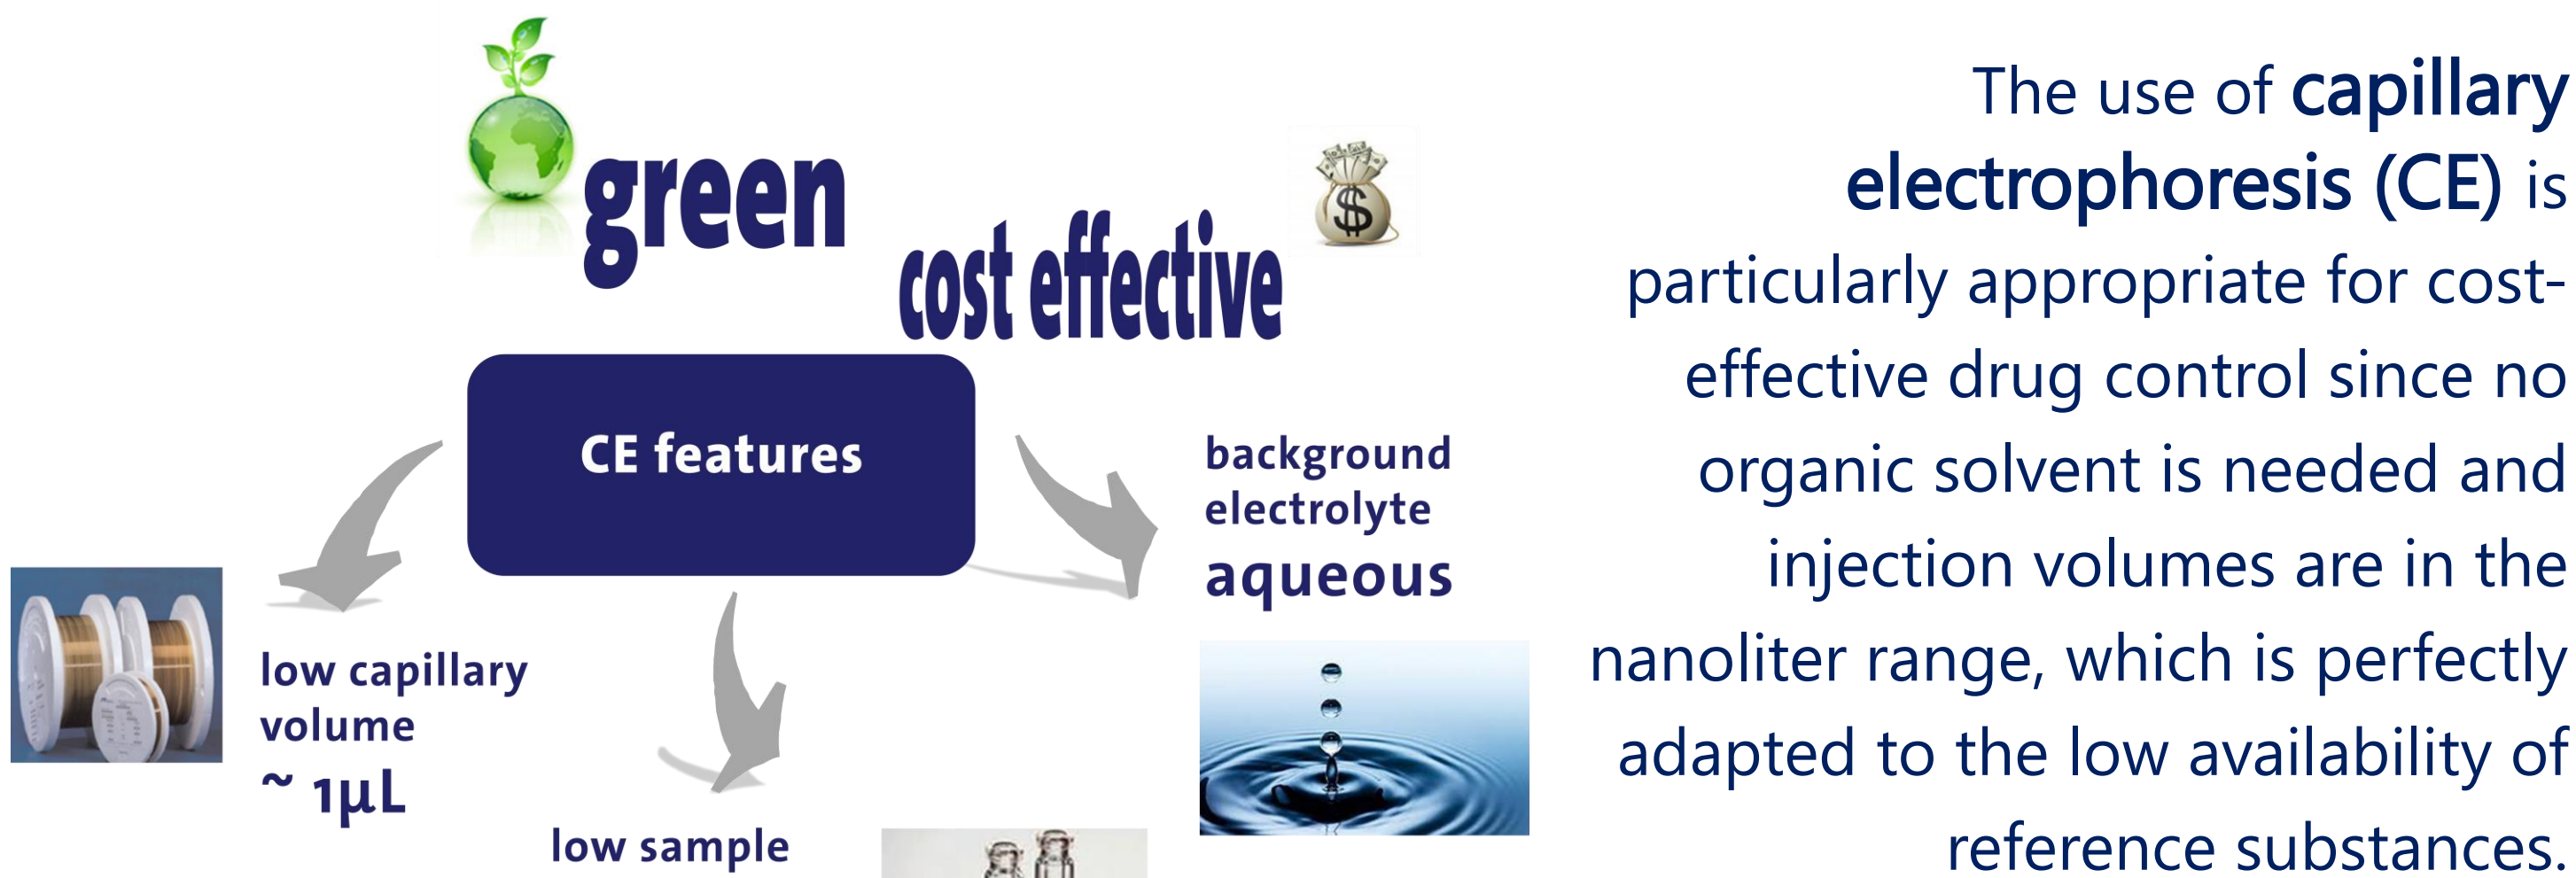 green
cost effective
CE features
background
electrolyte
aqueous
low capillary
volume
~ 1µL
low sample
The use of capillary
electrophoresis (CE) is
particularly appropriate for cost-
effective drug control since no
organic solvent is needed and
injection volumes are in the
nanoliter range, which is perfectly
adapted to the low availability of
reference substances.